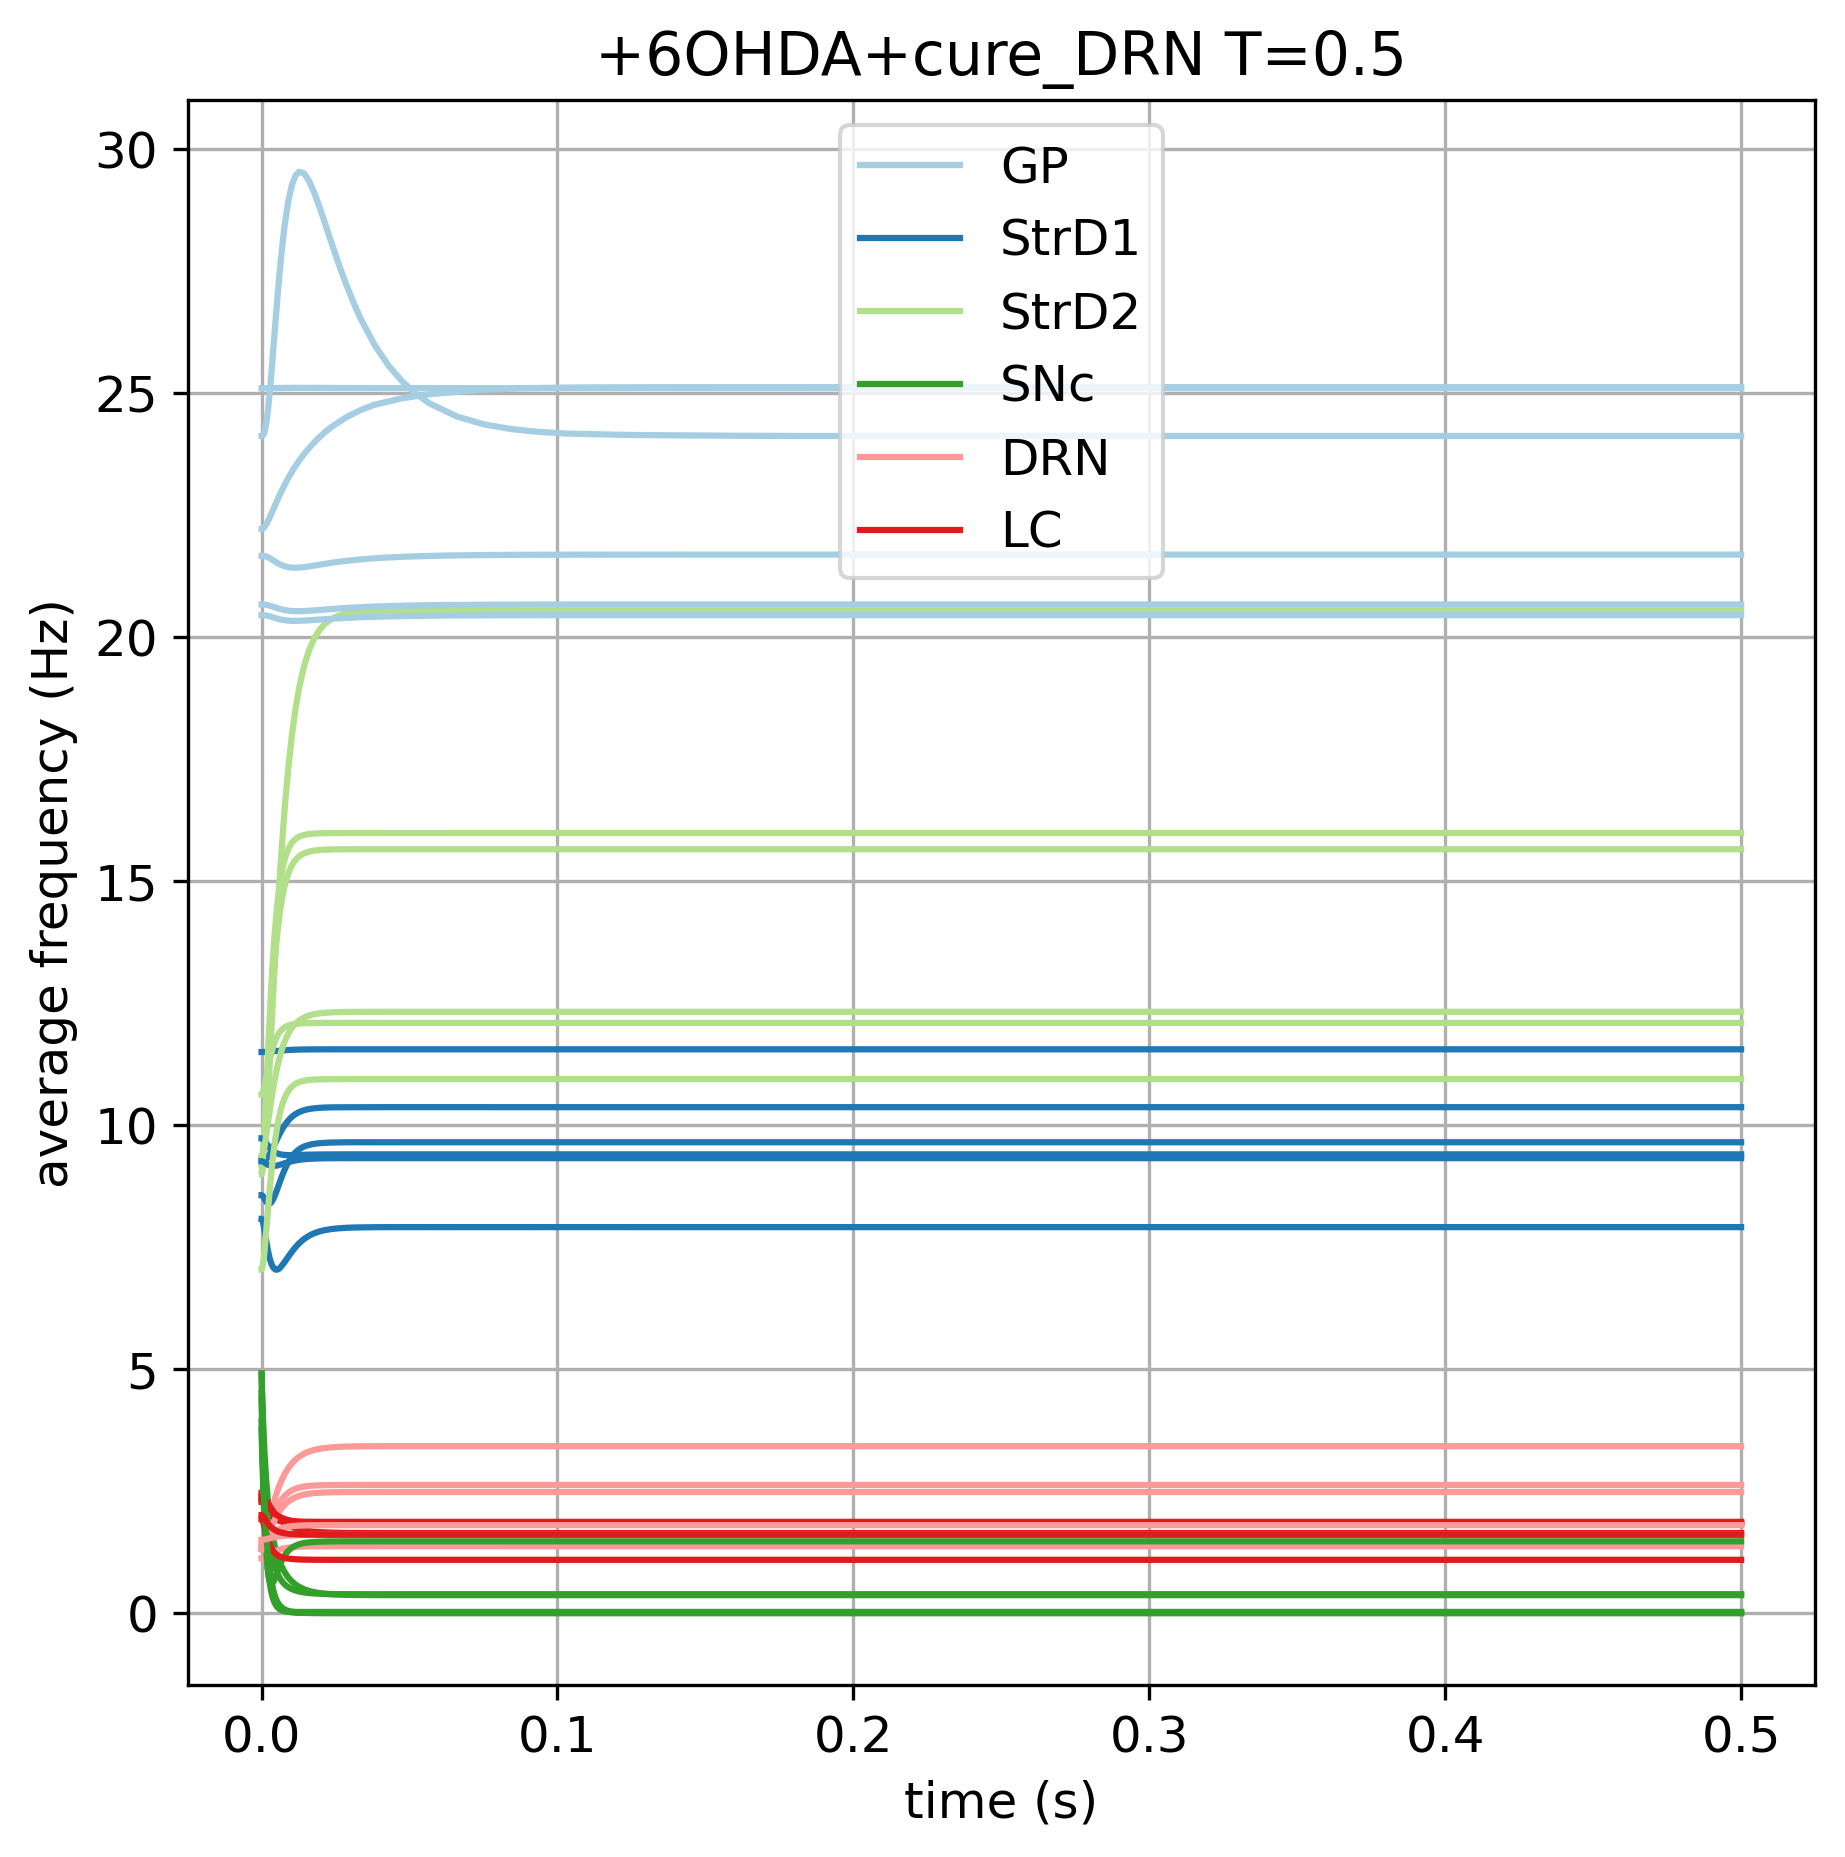 +6OHDA+cure_DRN T=0.5
30
25
20
15
10
5
0
average frequency (Hz)
GP
StrD1
StrD2
SNc
DRN
LC
0.0 0.1 0.2 0.3 0.4 0.5
time (s)